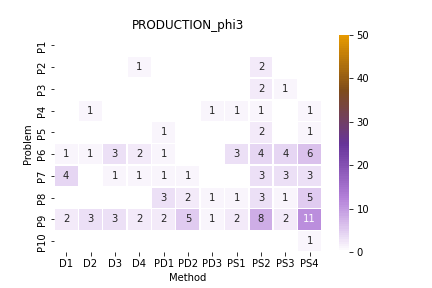 PRODUCTION_phi3
Problem
P1
P2 1 2
P3 2 1
P4 1 1 1 1 1
P5 1 2 1
P6 1 1 3 2 1 3 4 4 6
P7 4 1 1 1 1 3 3 3
P8 3 2 1 1 3 1 5
P9 2 3 3 2 2 5 1 2 8 2 11
P10 1
D1 D2 D3 D4 PD1 PD2 PD3 PS1 PS2 PS3 PS4
Method
50
40
30
20
10
0